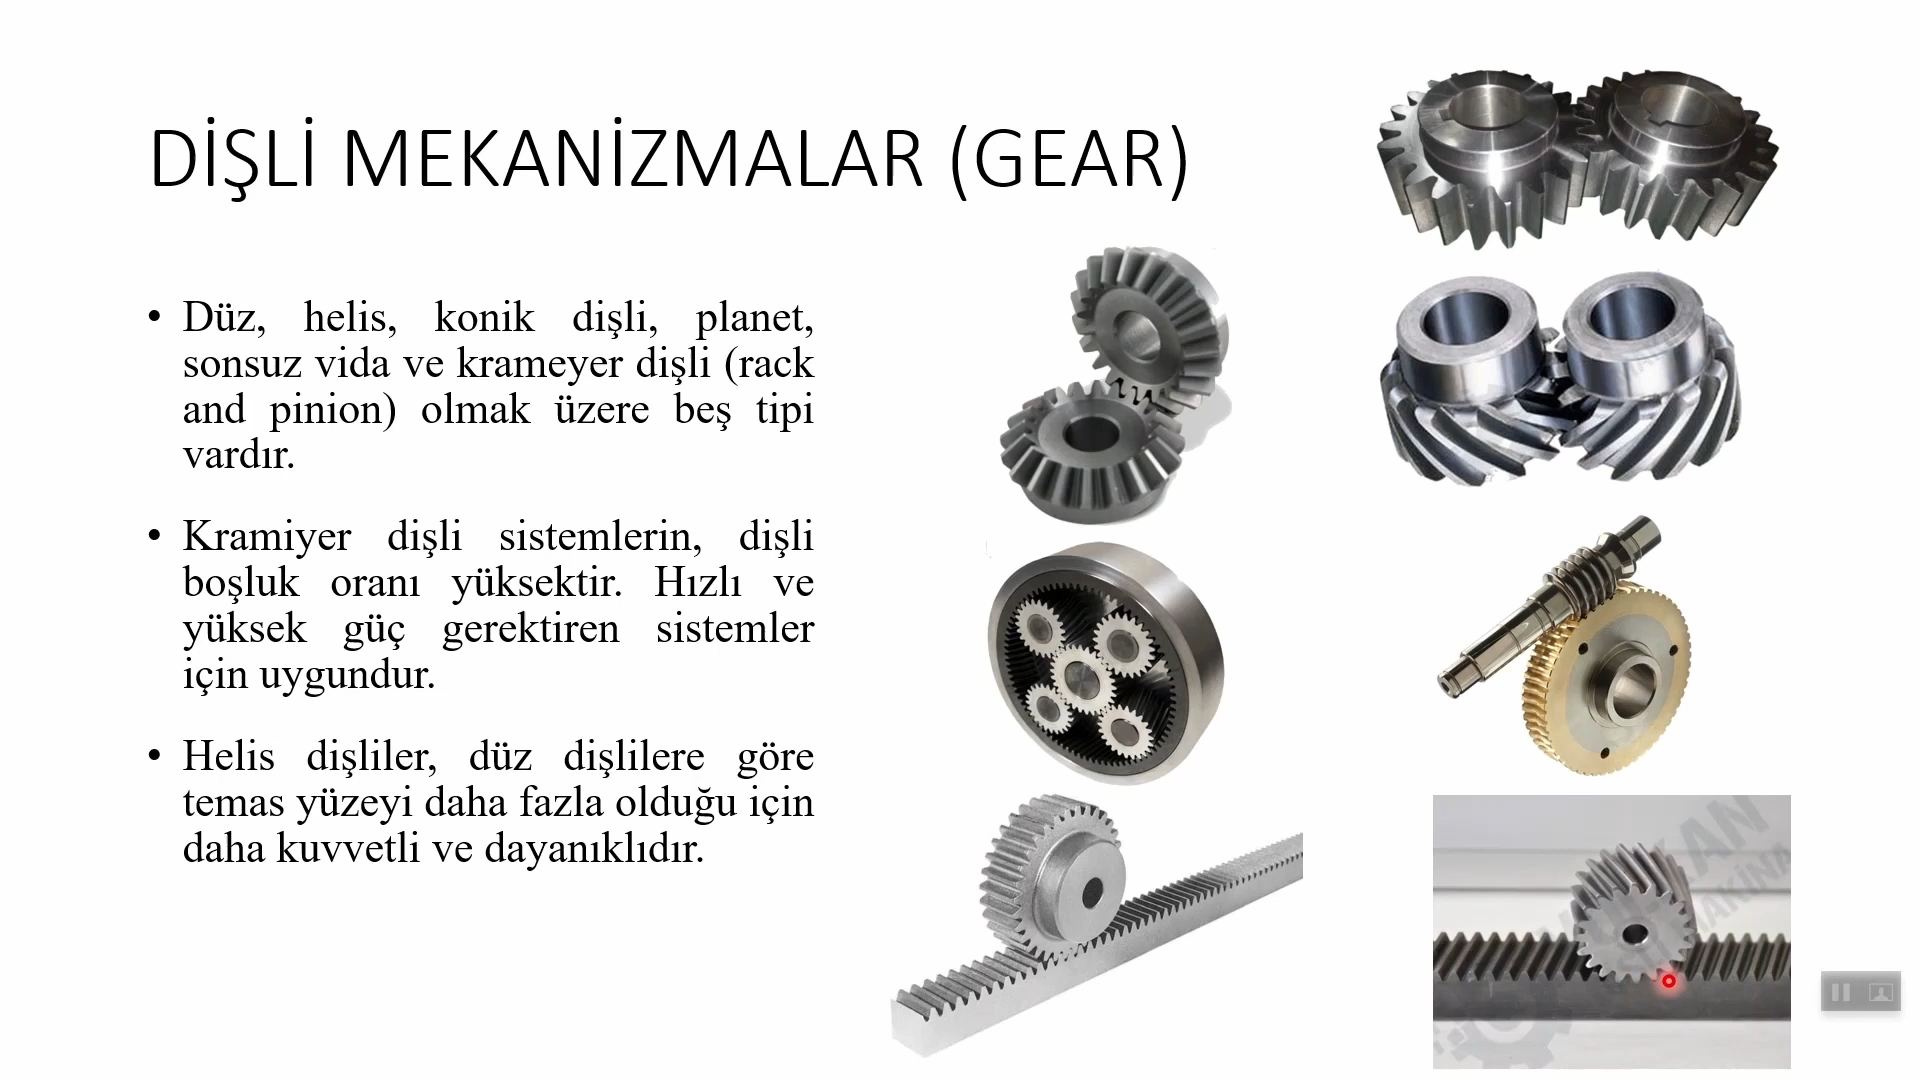 DİŞLİ MEKANİZMALAR (GEAR)
• Düz, helis, konik dişli, planet,
sonsuz vida ve krameyer dişli (rack
and pinion) olmak üzere beş tipi
vardır.
• Kramiyer dişli sistemlerin, dişli
boşluk oranı yüksektir. Hızlı ve
yüksek güç gerektiren sistemler
için uygundur.
• Helis dişliler, düz dişlilere göre
temas yüzeyi daha fazla olduğu için
daha kuvvetli ve dayanıklıdır.